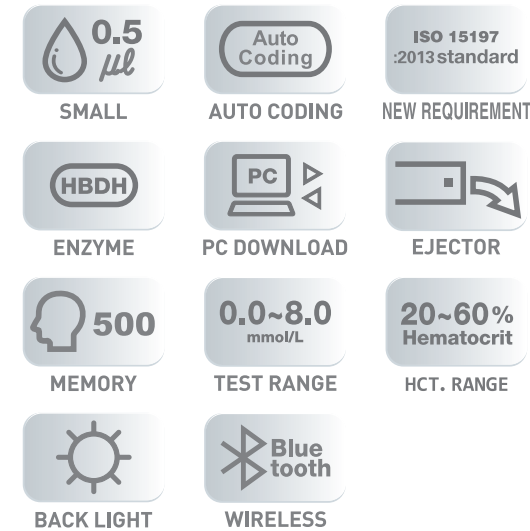 0.5
µl
SMALL
Auto
Coding
AUTO CODING
ISO 15197
:2013 standard
NEW REQUIREMENT
HBDH
ENZYME
PC
PC DOWNLOAD
EJECTOR
500
MEMORY
0.0~8.0
mmol/L
TEST RANGE
20~60%
Hematocrit
HCT. RANGE
BACK LIGHT
Blue
tooth
WIRELESS